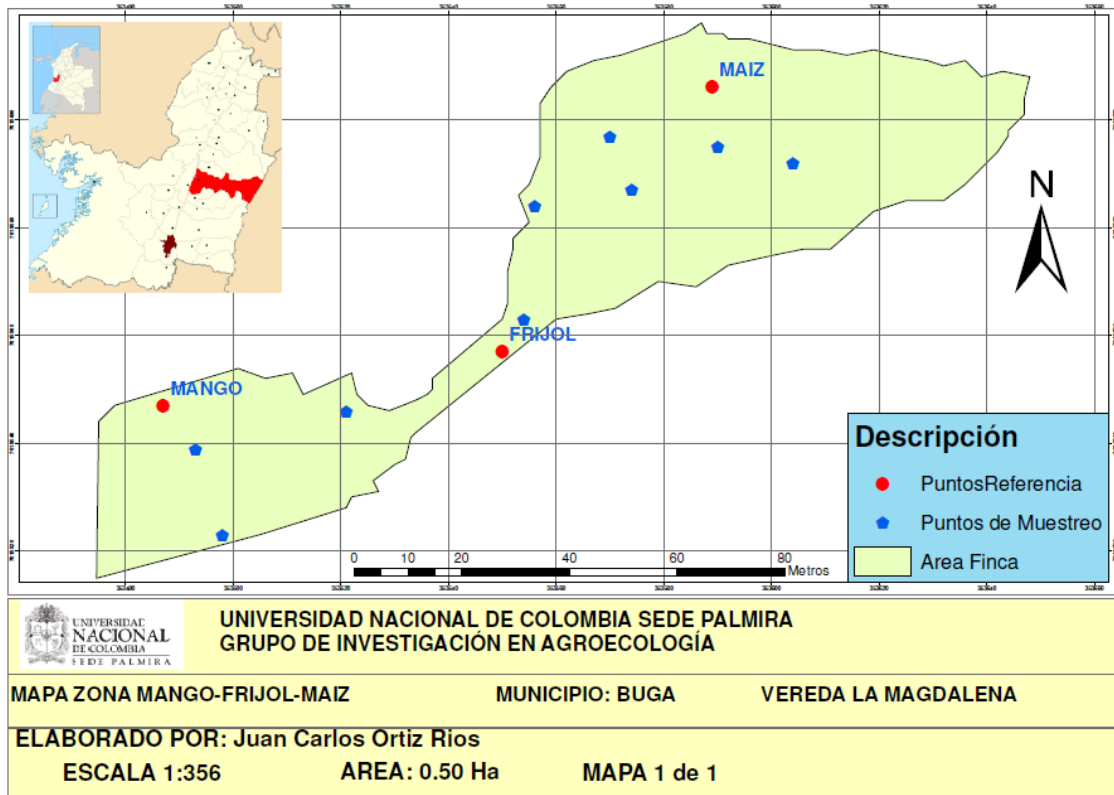 MAIZ
FRIJOL
MANGO
N
Descripción
PuntosReferencia
Puntos de Muestreo
Area Finca
0 10 20 40 60 80
Metros
UNIVERSIDAD
NACIONAL
DE COLOMBIA
SEDE PALMIRA
UNIVERSIDAD NACIONAL DE COLOMBIA SEDE PALMIRA
GRUPO DE INVESTIGACIÓN EN AGROECOLOGÍA
MAPA ZONA MANGO-FRIJOL-MAIZ MUNICIPIO: BUGA VEREDA LA MAGDALENA
ELABORADO POR: Juan Carlos Ortiz Rios
ESCALA 1:356 AREA: 0.50 Ha MAPA 1 de 1